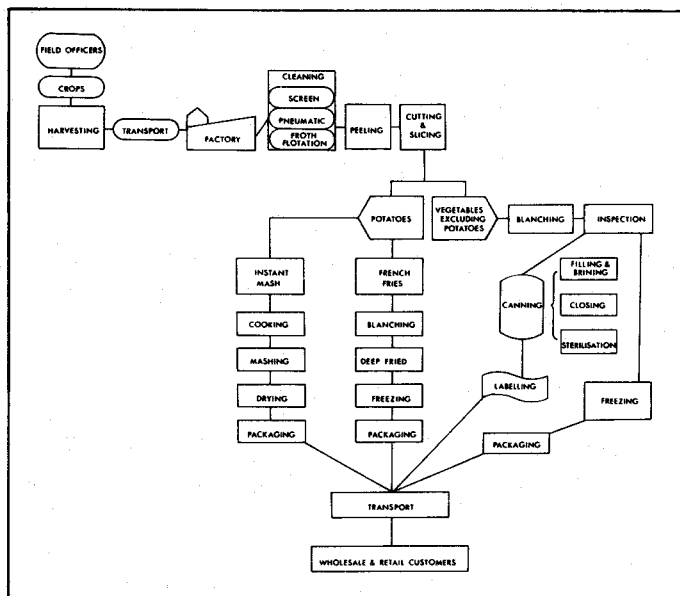 FIELD OFFICERS
CROPS
HARVESTING
TRANSPORT
FACTORY
CLEANING
SCREEN
PNEUMATIC
FROTH
FLOTATION
PEELING
CUTTING
&
SLICING
POTATOES
VEGETABLES
EXCLUDING
POTATOES
BLANCHING
INSPECTION
INSTANT
MASH
COOKING
MASHING
DRYING
PACKAGING
FRENCH
FRIES
BLANCHING
DEEP FRIED
FREEZING
PACKAGING
CANNING
FILLING &
BRINING
CLOSING
STERILISATION
LABELLING
FREEZING
PACKAGING
TRANSPORT
WHOLESALE & RETAIL CUSTOMERS